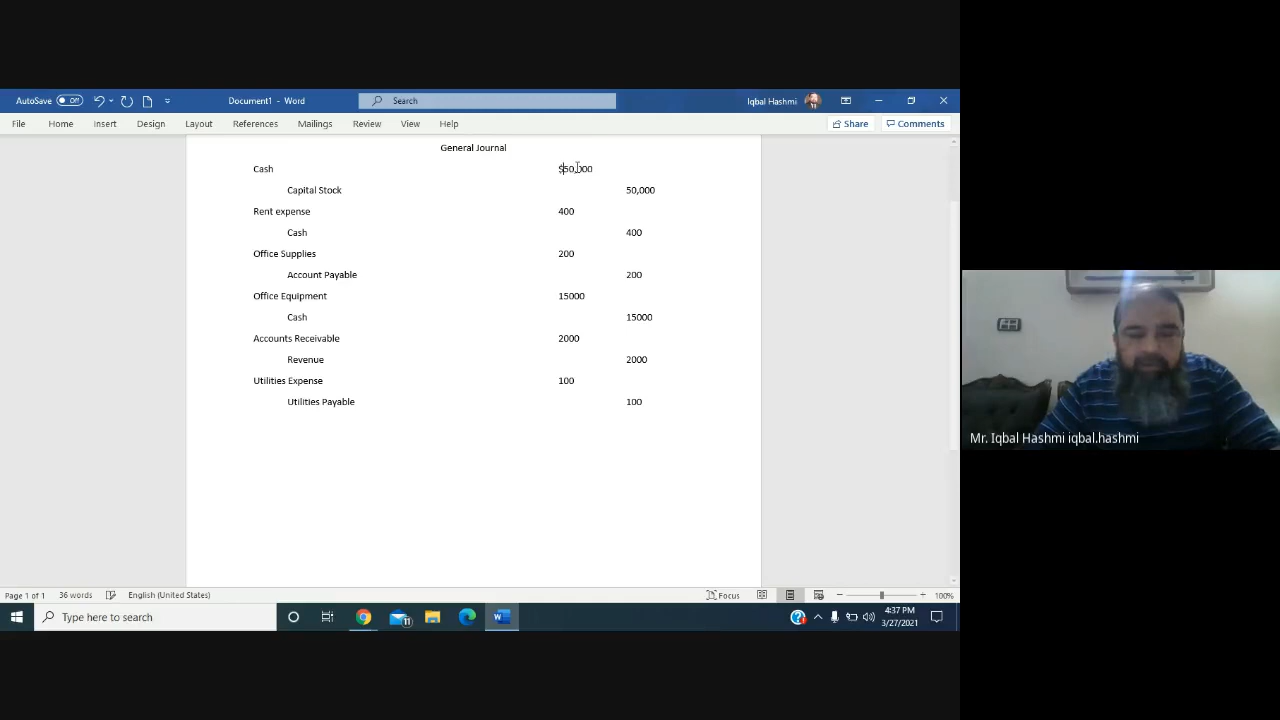 AutoSave Off Document1 - Word Search Iqbal Hashmi
File Home Insert Design Layout References Mailings Review View Help Share Comments
General Journal
Cash $50,000
Capital Stock 50,000
Rent expense 400
Cash 400
Office Supplies 200
Account Payable 200
Office Equipment 15000
Cash 15000
Accounts Receivable 2000
Revenue 2000
Utilities Expense 100
Utilities Payable 100
Mr. Iqbal Hashmi iqbal.hashmi
Page 1 of 1 36 words English (United States) Focus 100%
Type here to search 11 4:37 PM
3/27/2021